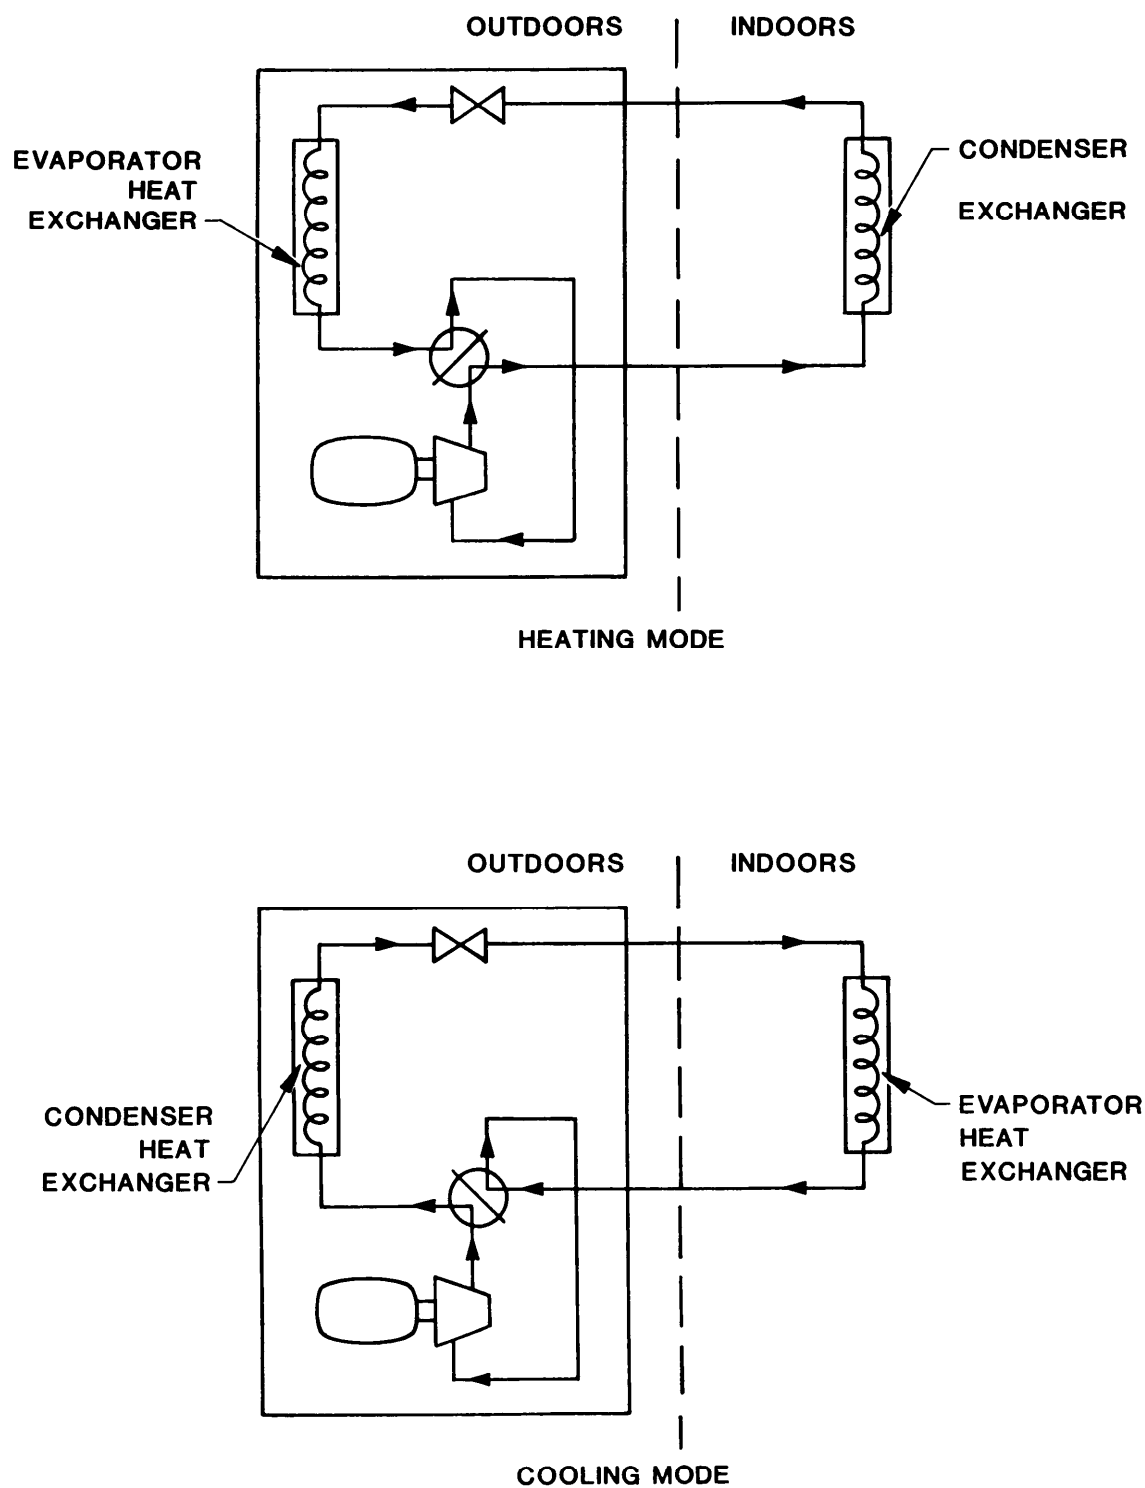 OUTDOORS
INDOORS
EVAPORATOR
HEAT
EXCHANGER
CONDENSER
EXCHANGER
HEATING MODE
OUTDOORS
INDOORS
CONDENSER
HEAT
EXCHANGER
EVAPORATOR
HEAT
EXCHANGER
COOLING MODE